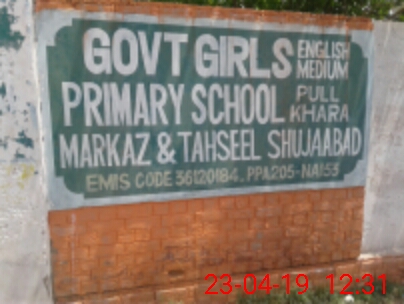 GOVT GIRLS ENGLISH MEDIUM
PRIMARY SCHOOL PULL KHARA
MARKAZ & TAHSEEL SHUJAABAD
EMIS CODE 36120184. PPA205-NA153
23-04-19 12:31